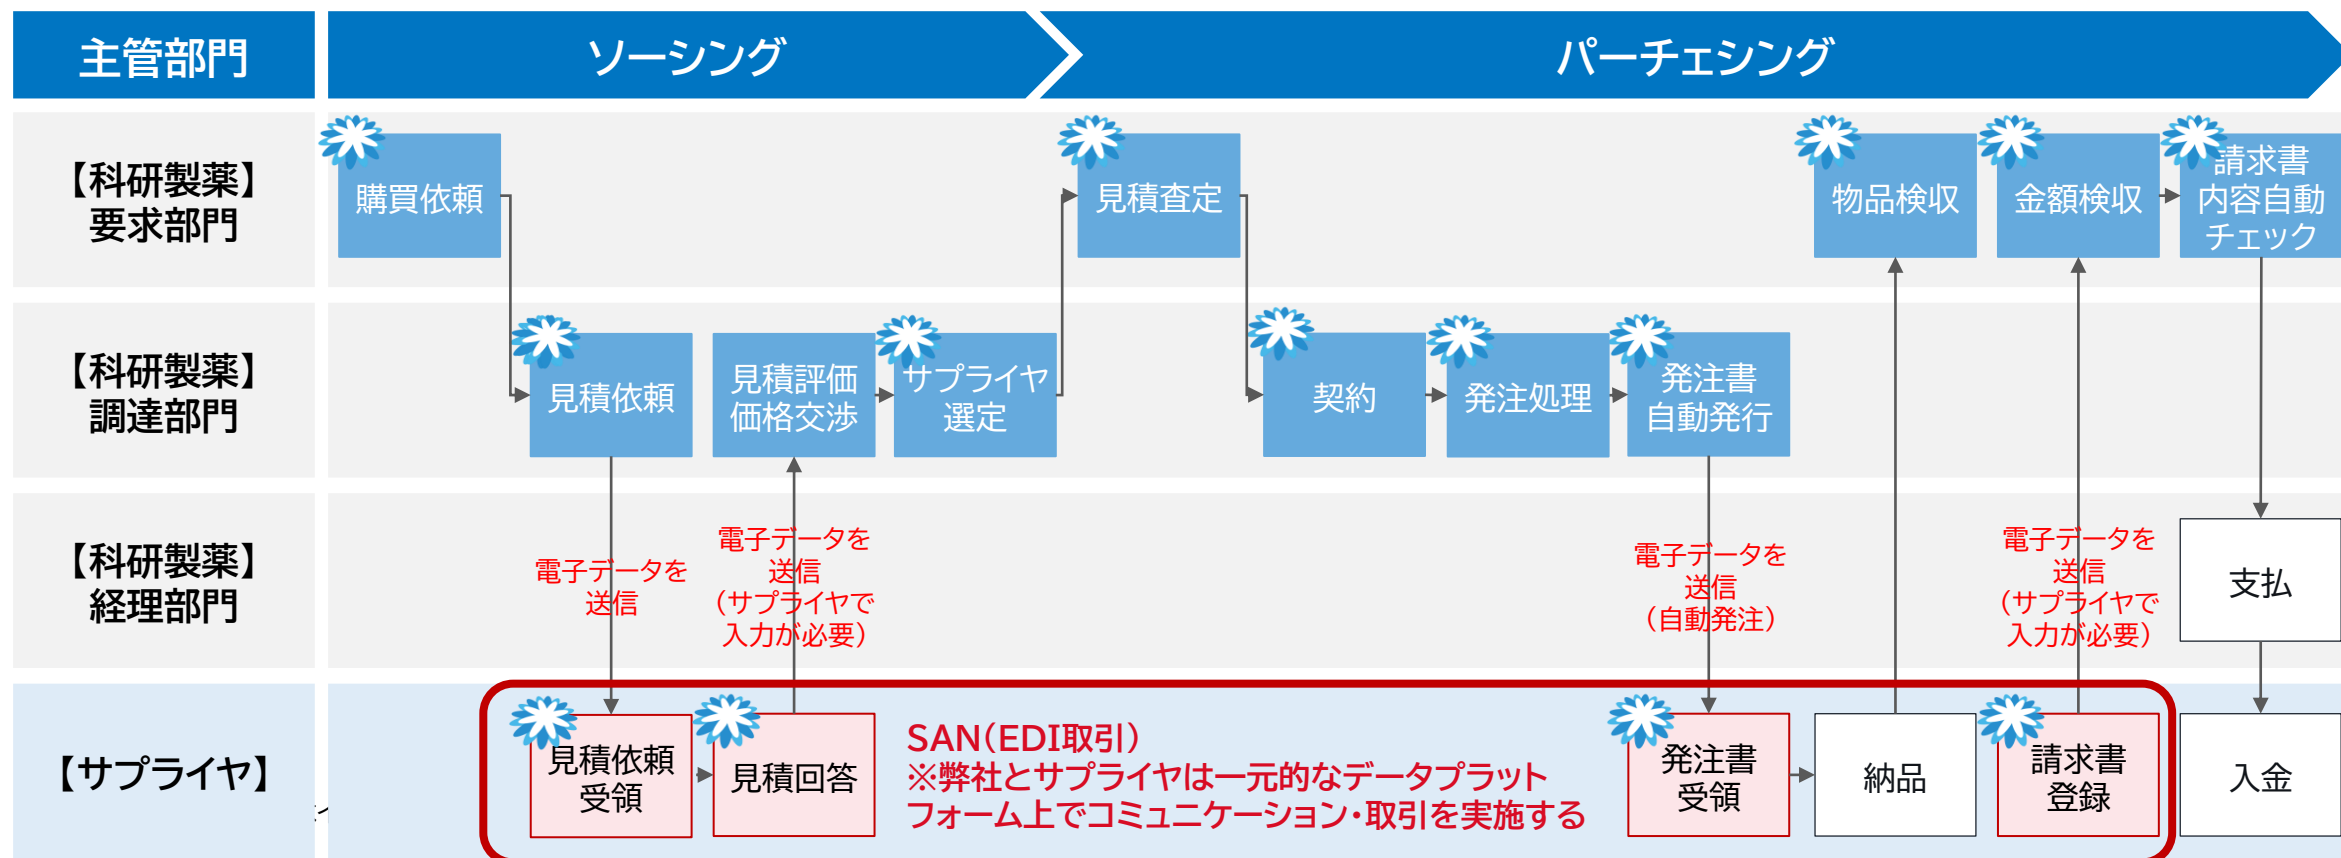 主管部門
ソーシング
パーチェシング
【科研製薬】
要求部門
購買依頼
見積査定
物品検収
金額検収
請求書
内容自動
チェック
【科研製薬】
調達部門
見積依頼
見積評価
価格交渉
サプライヤ
選定
契約
発注処理
発注書
自動発行
【科研製薬】
経理部門
電子データを
送信
電子データを
送信
（サプライヤで
入力が必要）
電子データを
送信
（自動発注）
電子データを
送信
（サプライヤで
入力が必要）
支払
【サプライヤ】
見積依頼
受領
見積回答
SAN（EDI取引）
※弊社とサプライヤは一元的なデータプラット
フォーム上でコミュニケーション・取引を実施する
発注書
受領
納品
請求書
登録
入金